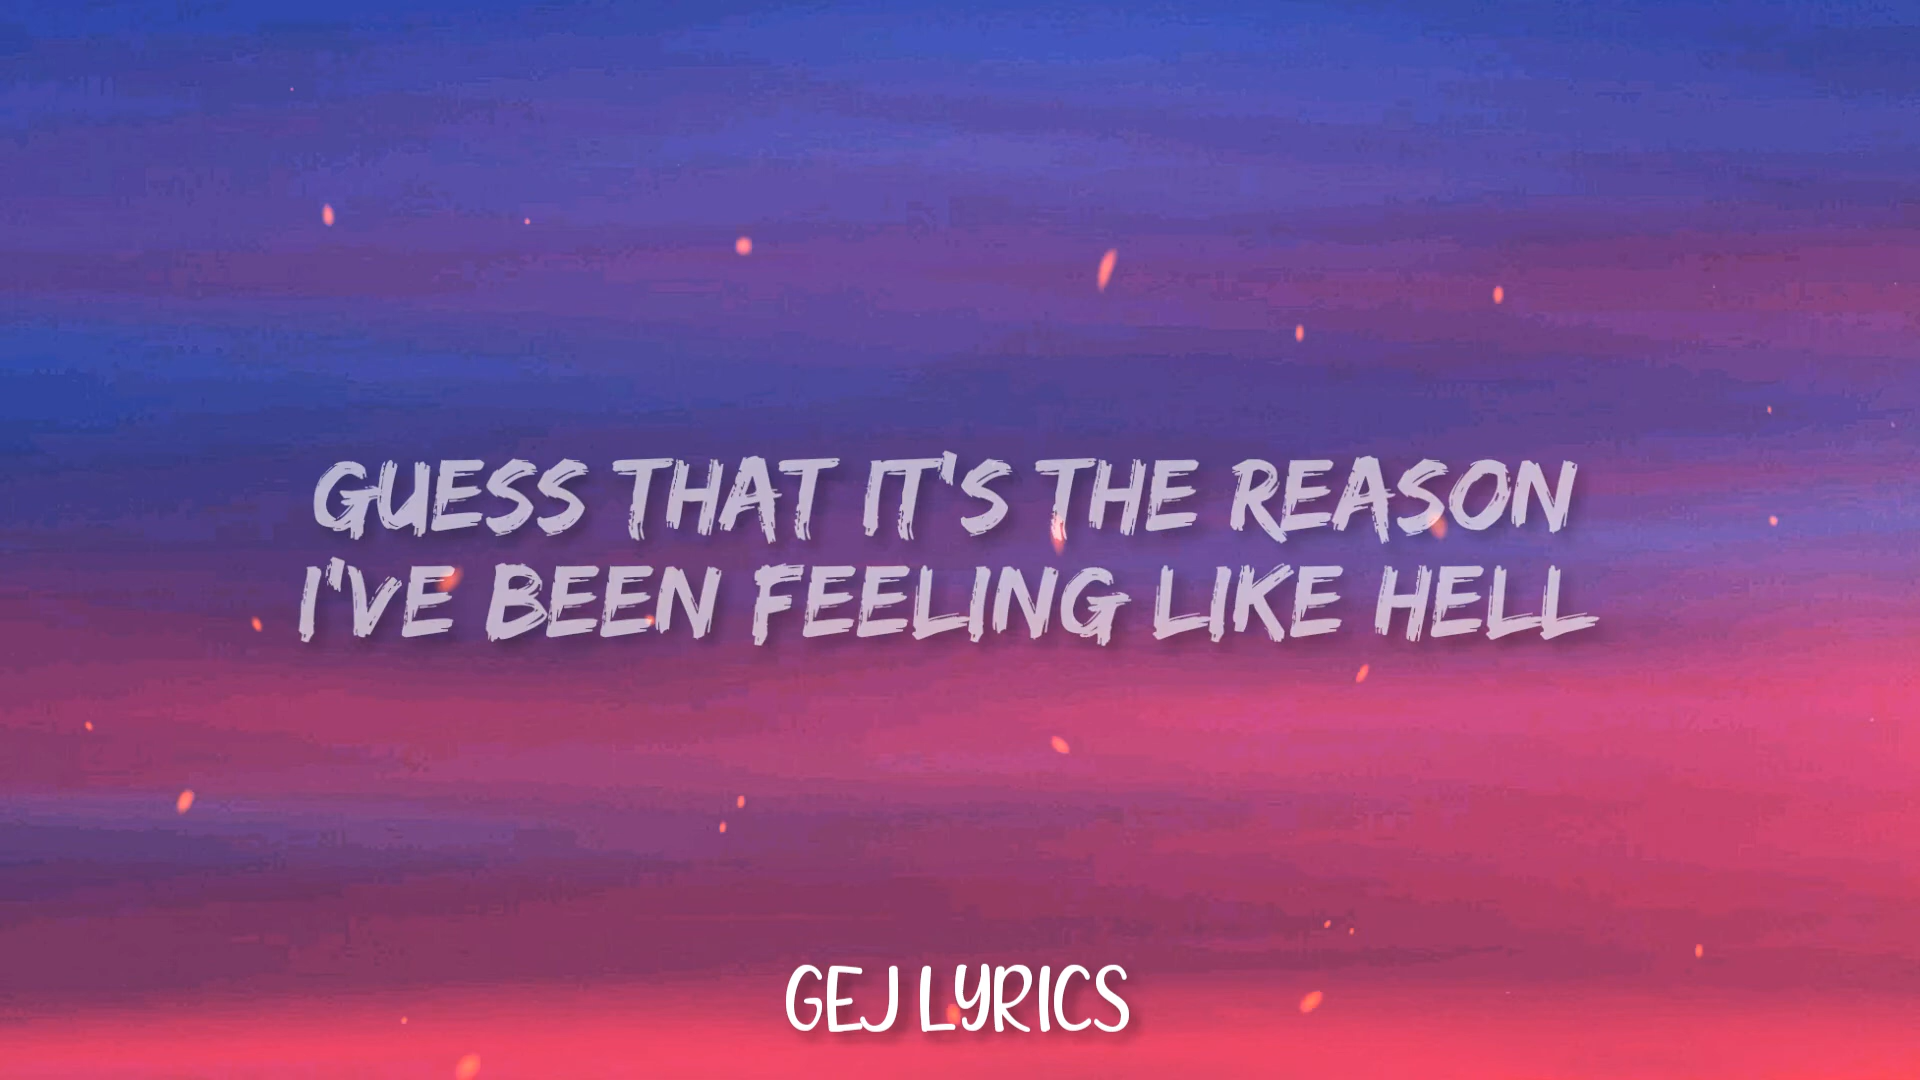 GUESS THAT IT'S THE REASON
I'VE BEEN FEELING LIKE HELL
GEJ LYRICS